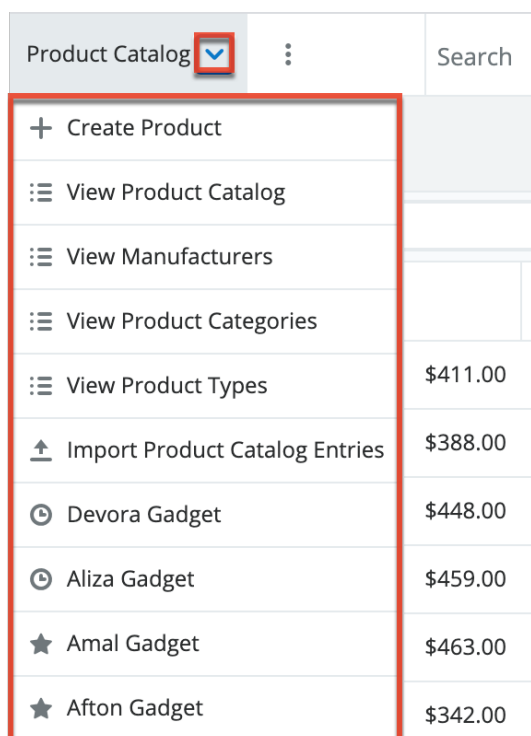 Product Catalog
Search
Create Product
View Product Catalog
View Manufacturers
View Product Categories
View Product Types
$411.00
Import Product Catalog Entries
$388.00
Devora Gadget
$448.00
Aliza Gadget
$459.00
Amal Gadget
$463.00
Afton Gadget
$342.00